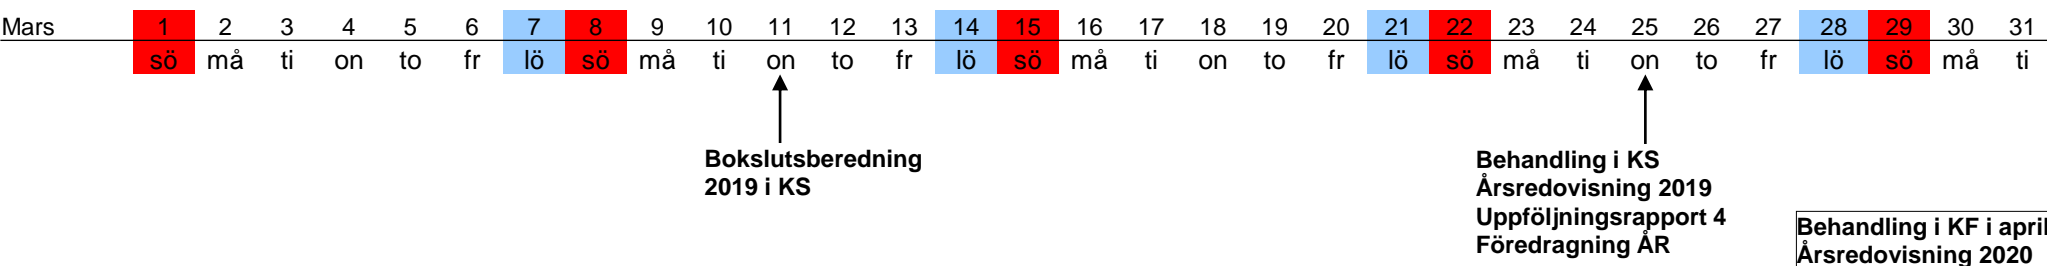 Mars 1 2 3 4 5 6 7 8 9 10 11 12 13 14 15 16 17 18 19 20 21 22 23 24 25 26 27 28 29 30 31
sö må ti on to fr lö sö må ti on to fr lö sö må ti on to fr lö sö må ti on to fr lö sö må ti
Bokslutsberedning
2019 i KS
Behandling i KS
Årsredovisning 2019
Uppföljningsrapport 4
Föredragning ÅR
Behandling i KF i april
Årsredovisning 2020